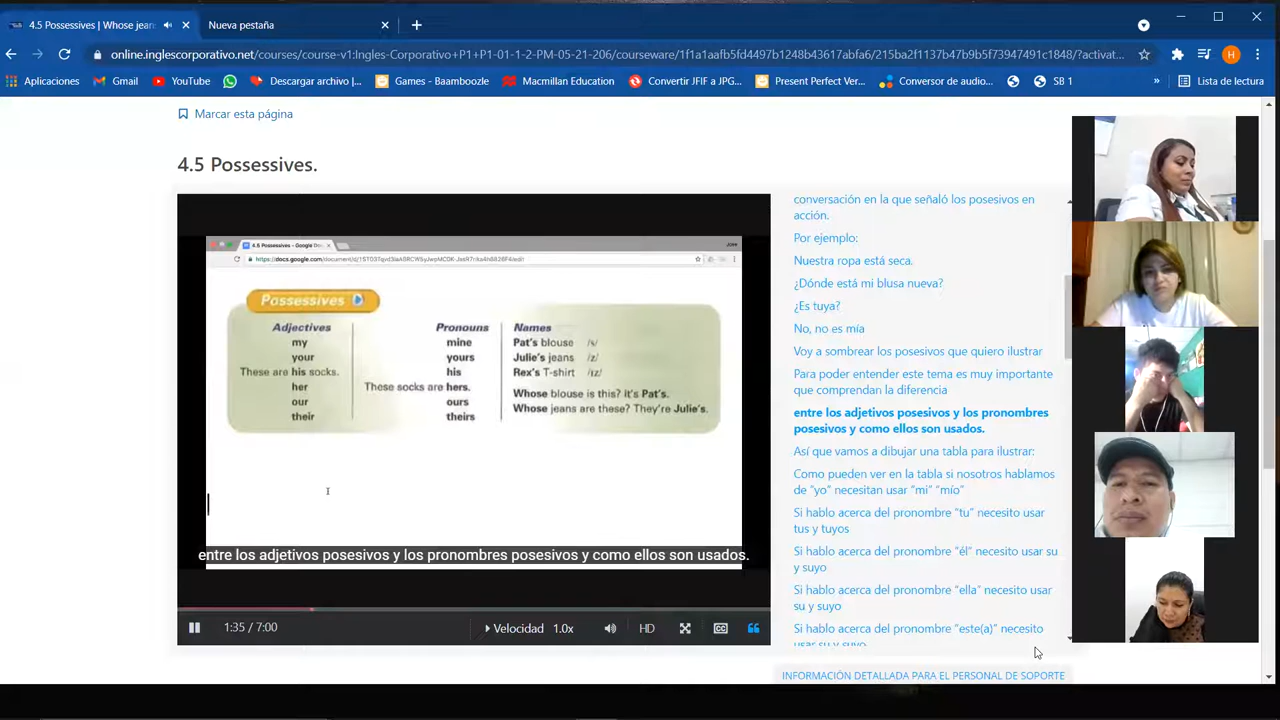 4.5 Possessives | Whose jean
Nueva pestaña
online.inglescorporativo.net/courses/course-v1:Ingles-Corporativo+P1+P1-01-1-2-PM-05-21-206/courseware/1f1a1aafb5fd4497b1248b43617abfa6/215ba2f1137b47b9b5f73947491c1848/?activat...
Aplicaciones
Gmail
YouTube
Descargar archivo |...
Games - Baamboozle
Macmillan Education
Convertir JFIF a JPG...
Present Perfect Ver...
Conversor de audio...
SB 1
»
Lista de lectura
Marcar esta página
4.5 Possessives.
4.5 Possessives - Google Do
Possessives
Adjectives Pronouns Names
my mine Pat's blouse /s/
your yours Julie's jeans /z/
These are his socks. his Rex's T-shirt /ɪz/
her These socks are hers.
our ours Whose blouse is this? It's Pat's.
their theirs Whose jeans are these? They're Julie's.
entre los adjetivos posesivos y los pronombres posesivos y como ellos son usados.
1:35 / 7:00
Velocidad 1.0x
HD
CC
conversación en la que señaló los posesivos en
acción.
Por ejemplo:
Nuestra ropa está seca.
¿Dónde está mi blusa nueva?
¿Es tuya?
No, no es mía
Voy a sombrear los posesivos que quiero ilustrar
Para poder entender este tema es muy importante
que comprendan la diferencia
entre los adjetivos posesivos y los pronombres
posesivos y como ellos son usados.
Así que vamos a dibujar una tabla para ilustrar:
Como pueden ver en la tabla si nosotros hablamos
de "yo" necesitan usar "mi" "mío"
Si hablo acerca del pronombre "tu" necesito usar
tus y tuyos
Si hablo acerca del pronombre "él" necesito usar su
y suyo
Si hablo acerca del pronombre "ella" necesito usar
su y suyo
Si hablo acerca del pronombre "este(a)" necesito
usar su y suyo
INFORMACIÓN DETALLADA PARA EL PERSONAL DE SOPORTE